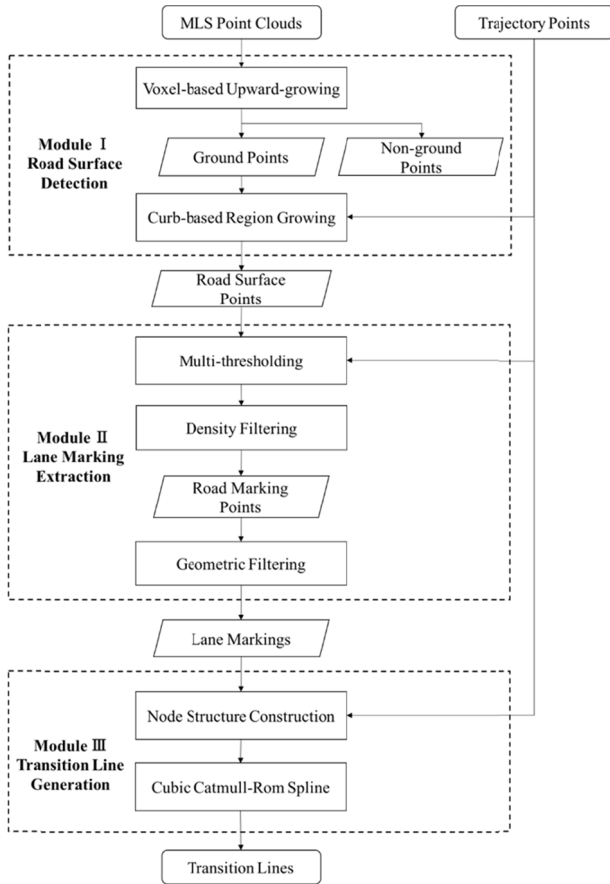 MLS Point Clouds
Trajectory Points
Voxel-based Upward-growing
Module Ⅰ
Road Surface
Detection
Ground Points
Non-ground
Points
Curb-based Region Growing
Road Surface
Points
Multi-thresholding
Module Ⅱ
Lane Marking
Extraction
Density Filtering
Road Marking
Points
Geometric Filtering
Lane Markings
Node Structure Construction
Module Ⅲ
Transition Line
Generation
Cubic Catmull-Rom Spline
Transition Lines